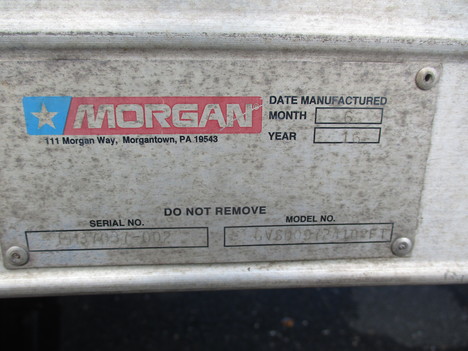 MORGAN
111 Morgan Way, Morgantown, PA 19543
DATE MANUFACTURED
MONTH 6
YEAR 16
DO NOT REMOVE
SERIAL NO.
MODEL NO.